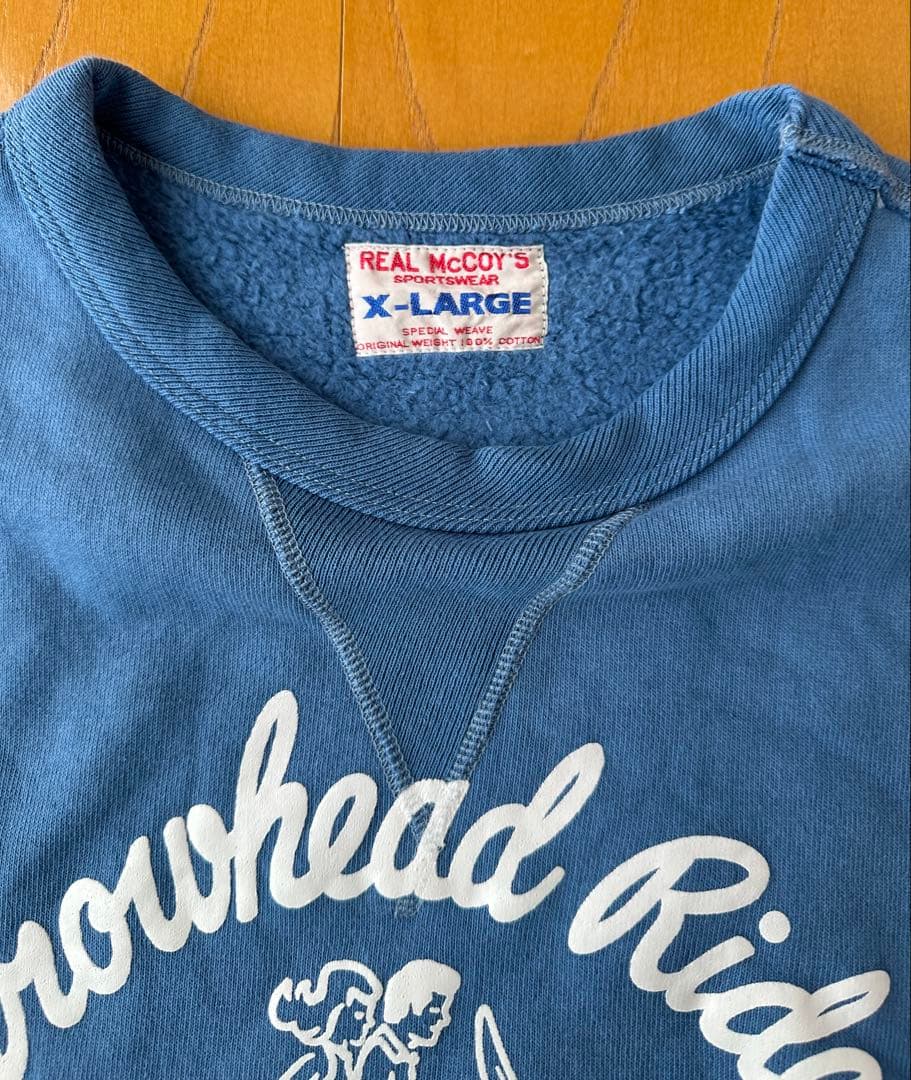 REAL McCOY'S
SPORTSWEAR
X-LARGE
SPECIAL WEAVE
ORIGINAL WEIGHT 100% COTTON
rowhead Rid